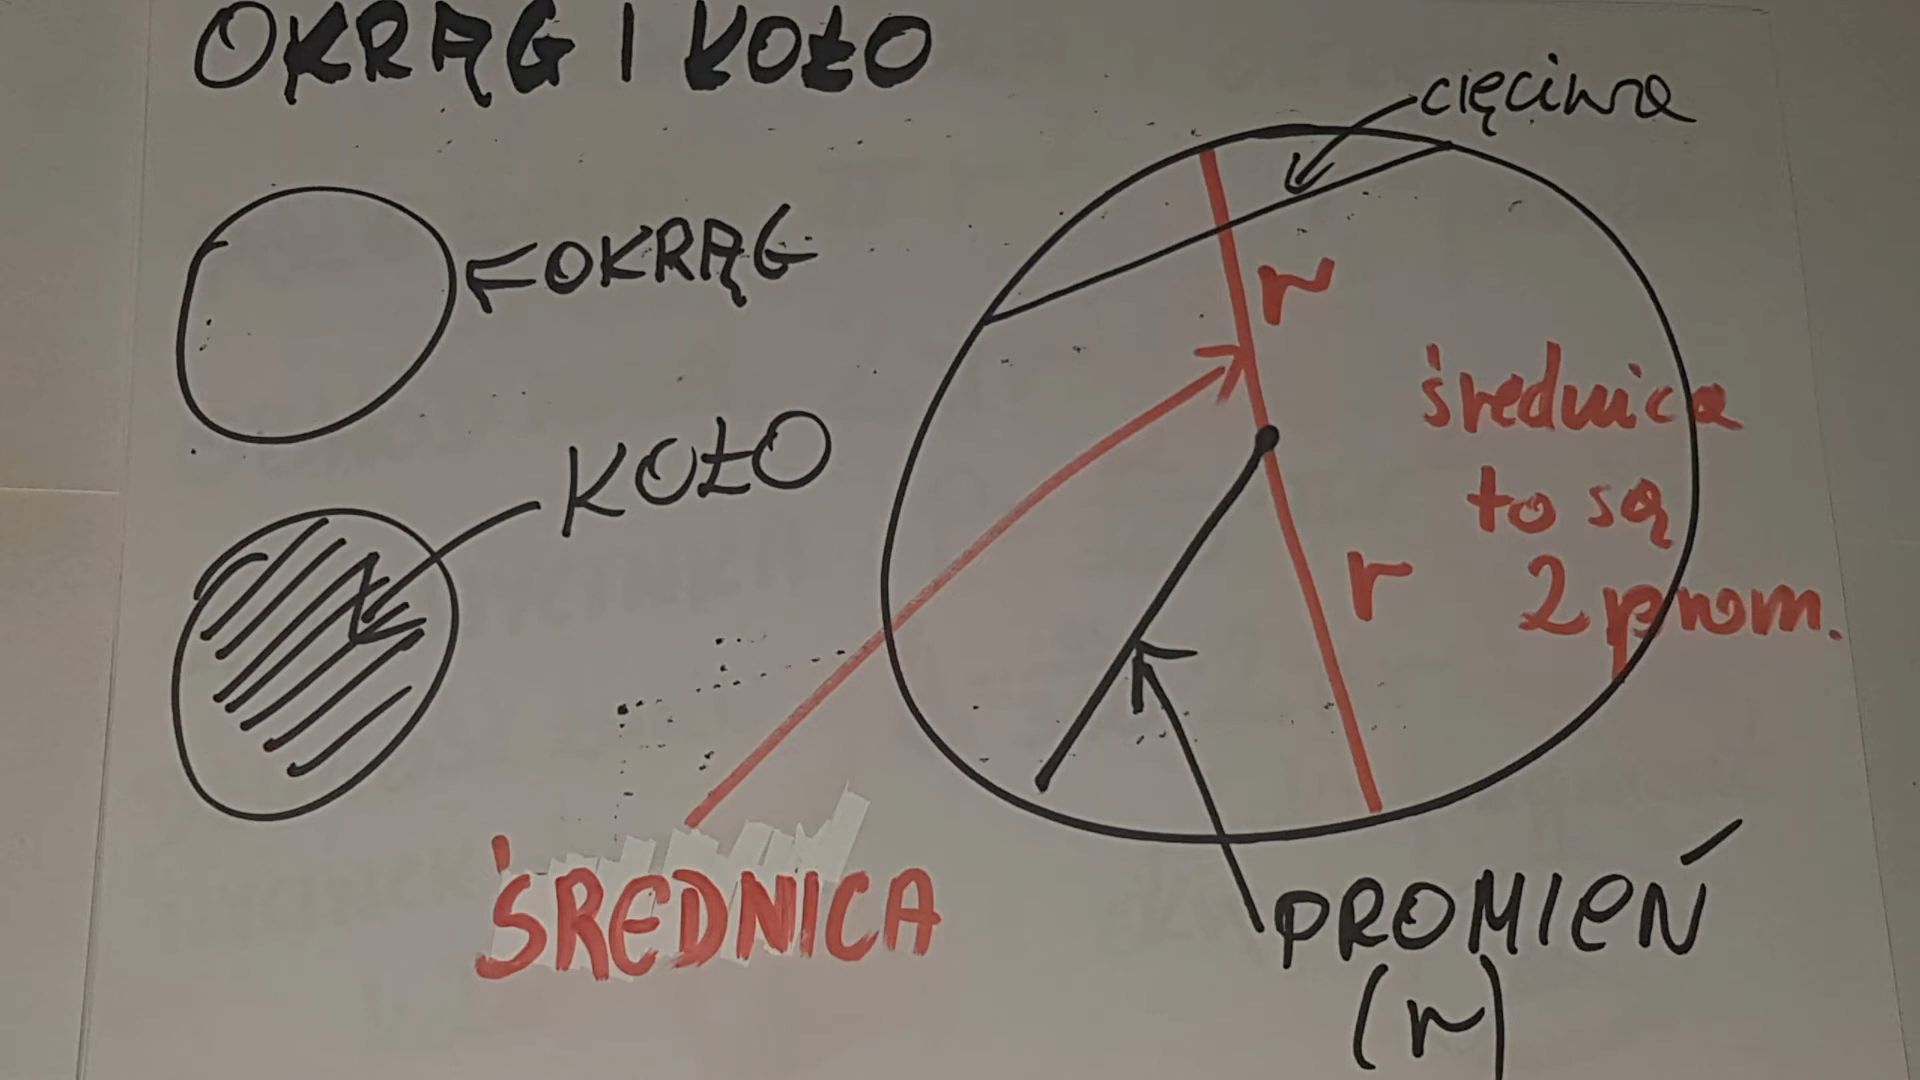 OKRĄG I KOŁO
cięciwa
OKRĄG
r
średnica
to są
2 prom.
KOŁO
r
ŚREDNICA
PROMIEŃ
(r)